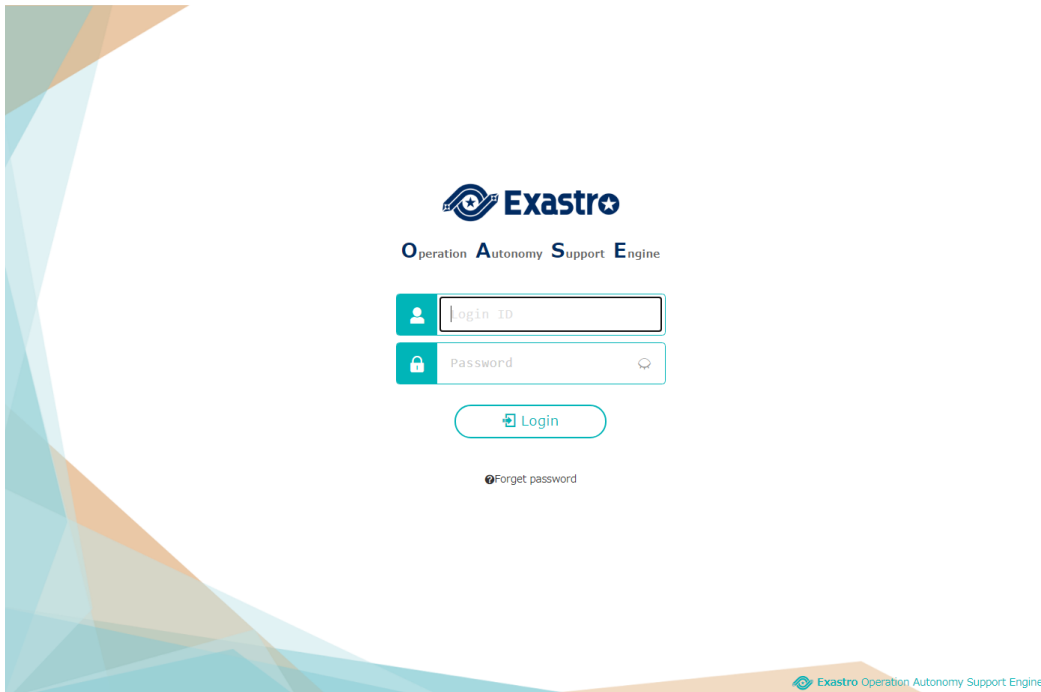 Exastro
Operation Autonomy Support Engine
Login ID
Password
Login
Forget password
Exastro Operation Autonomy Support Engine